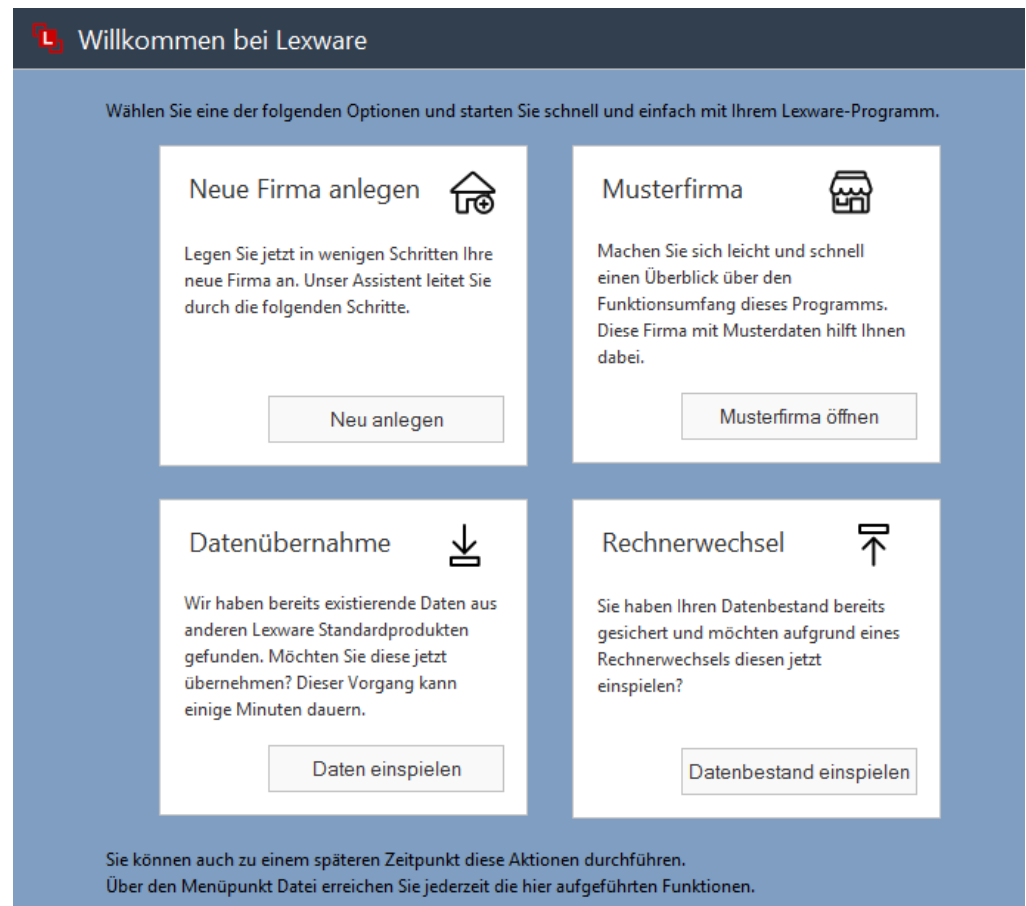 L Willkommen bei Lexware
Wählen Sie eine der folgenden Optionen und starten Sie schnell und einfach mit Ihrem Lexware-Programm.
Neue Firma anlegen
Legen Sie jetzt in wenigen Schritten Ihre
neue Firma an. Unser Assistent leitet Sie
durch die folgenden Schritte.
Neu anlegen
Musterfirma
Machen Sie sich leicht und schnell
einen Überblick über den
Funktionsumfang dieses Programms.
Diese Firma mit Musterdaten hilft Ihnen
dabei.
Musterfirma öffnen
Datenübernahme
Wir haben bereits existierende Daten aus
anderen Lexware Standardprodukten
gefunden. Möchten Sie diese jetzt
übernehmen? Dieser Vorgang kann
einige Minuten dauern.
Daten einspielen
Rechnerwechsel
Sie haben Ihren Datenbestand bereits
gesichert und möchten aufgrund eines
Rechnerwechsels diesen jetzt
einspielen?
Datenbestand einspielen
Sie können auch zu einem späteren Zeitpunkt diese Aktionen durchführen.
Über den Menüpunkt Datei erreichen Sie jederzeit die hier aufgeführten Funktionen.